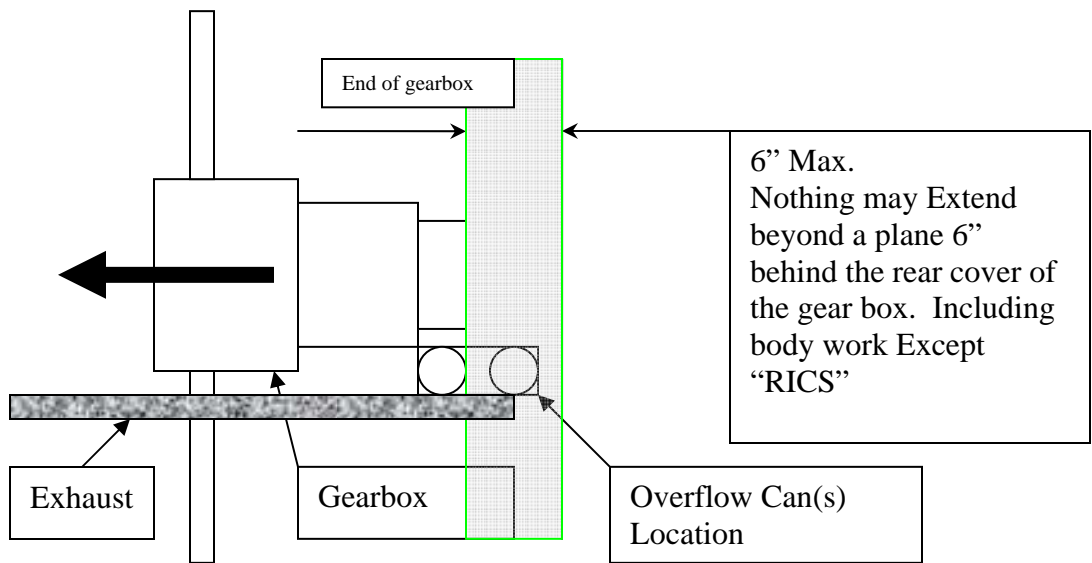 End of gearbox
6” Max.
Nothing may Extend
beyond a plane 6”
behind the rear cover of
the gear box.  Including
body work Except
“RICS”
Exhaust
Gearbox
Overflow Can(s)
Location